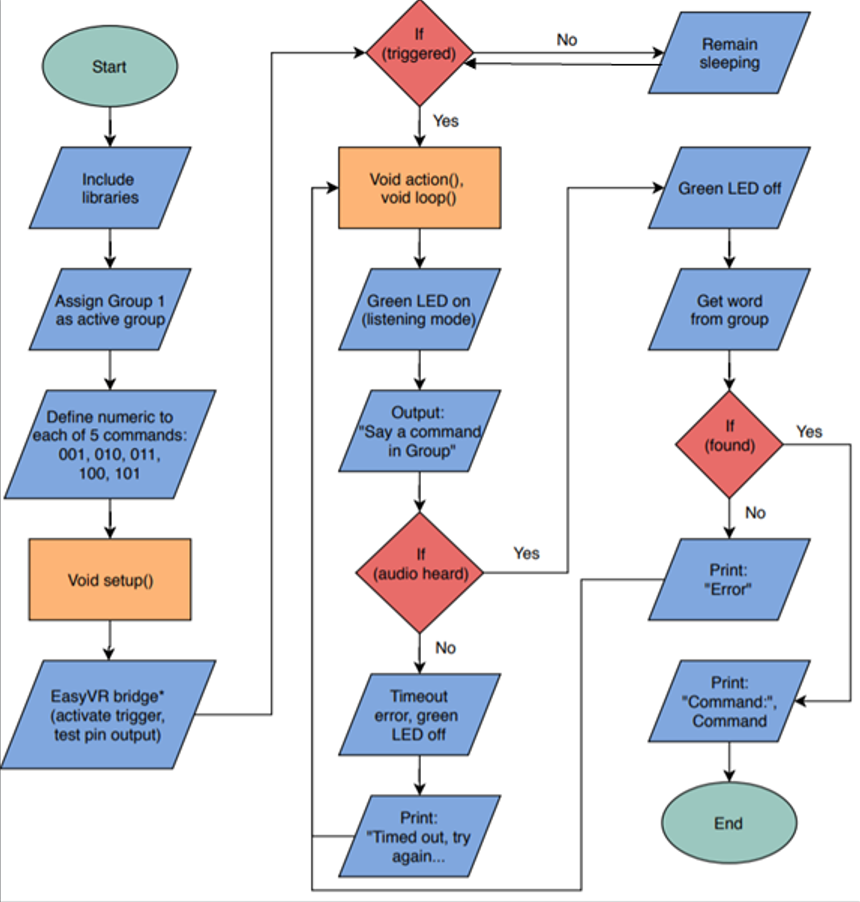 Start
Include
libraries
Assign Group 1
as active group
Define numeric to
each of 5 commands:
001, 010, 011,
100, 101
Void setup()
EasyVR bridge*
(activate trigger,
test pin output)
If
(triggered)
No
Remain
sleeping
Yes
Void action(),
void loop()
Green LED on
(listening mode)
Output:
"Say a command
in Group"
If
(audio heard)
Yes
No
Timeout
error, green
LED off
Print:
"Timed out, try
again...
Green LED off
Get word
from group
If
(found)
Yes
No
Print:
"Error"
Print:
"Command:",
Command
End